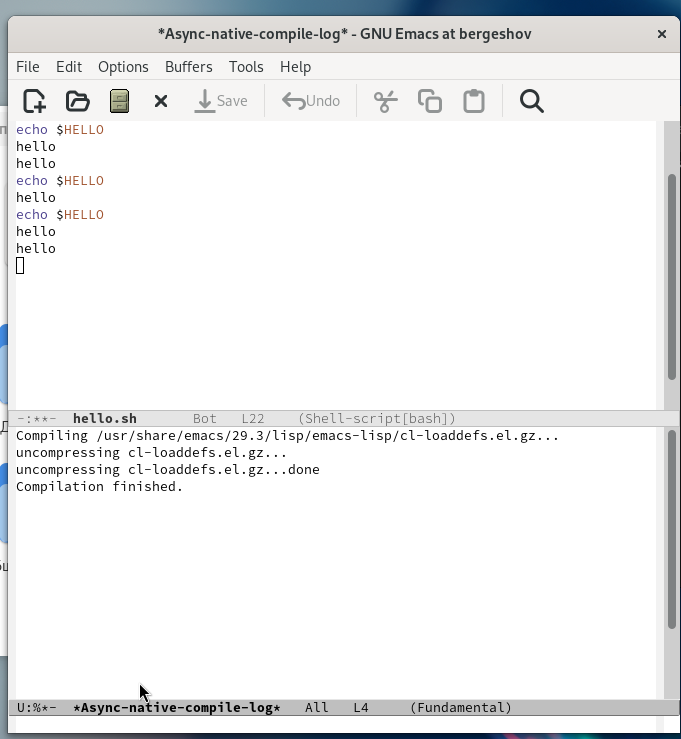 *Async-native-compile-log* - GNU Emacs at bergeshov
File Edit Options Buffers Tools Help
Save Undo
echo $HELLO
hello
hello
echo $HELLO
hello
echo $HELLO
hello
hello
-:**- hello.sh Bot L22 (Shell-script[bash])
Compiling /usr/share/emacs/29.3/lisp/emacs-lisp/cl-loaddefs.el.gz...
uncompressing cl-loaddefs.el.gz...
uncompressing cl-loaddefs.el.gz...done
Compilation finished.
U:%*- *Async-native-compile-log* All L4 (Fundamental)